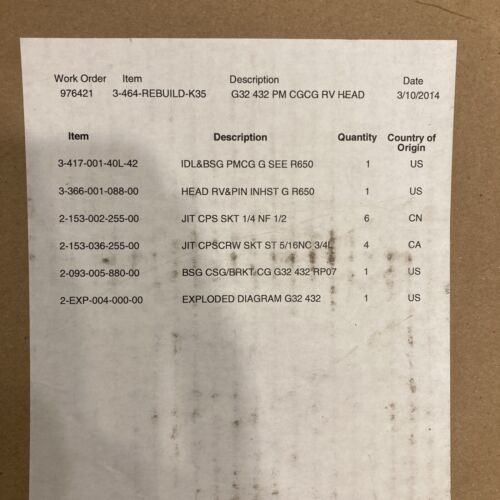 Work Order Item Description Date
976421 3-464-REBUILD-K35 G32 432 PM CGCG RV HEAD 3/10/2014
Item Description Quantity Country of Origin
3-417-001-40L-42 IDL&BSG PMCG G SEE R650 1 US
3-366-001-088-00 HEAD RV&PIN INHST G R650 1 US
2-153-002-255-00 JIT CPS SKT 1/4 NF 1/2 6 CN
2-153-036-255-00 JIT CPSCRW SKT ST 5/16NC 3/4L 4 CA
2-093-005-880-00 BSG CSG/BRKT CG G32 432 RP07 1 US
2-EXP-004-000-00 EXPLODED DIAGRAM G32 432 1 US